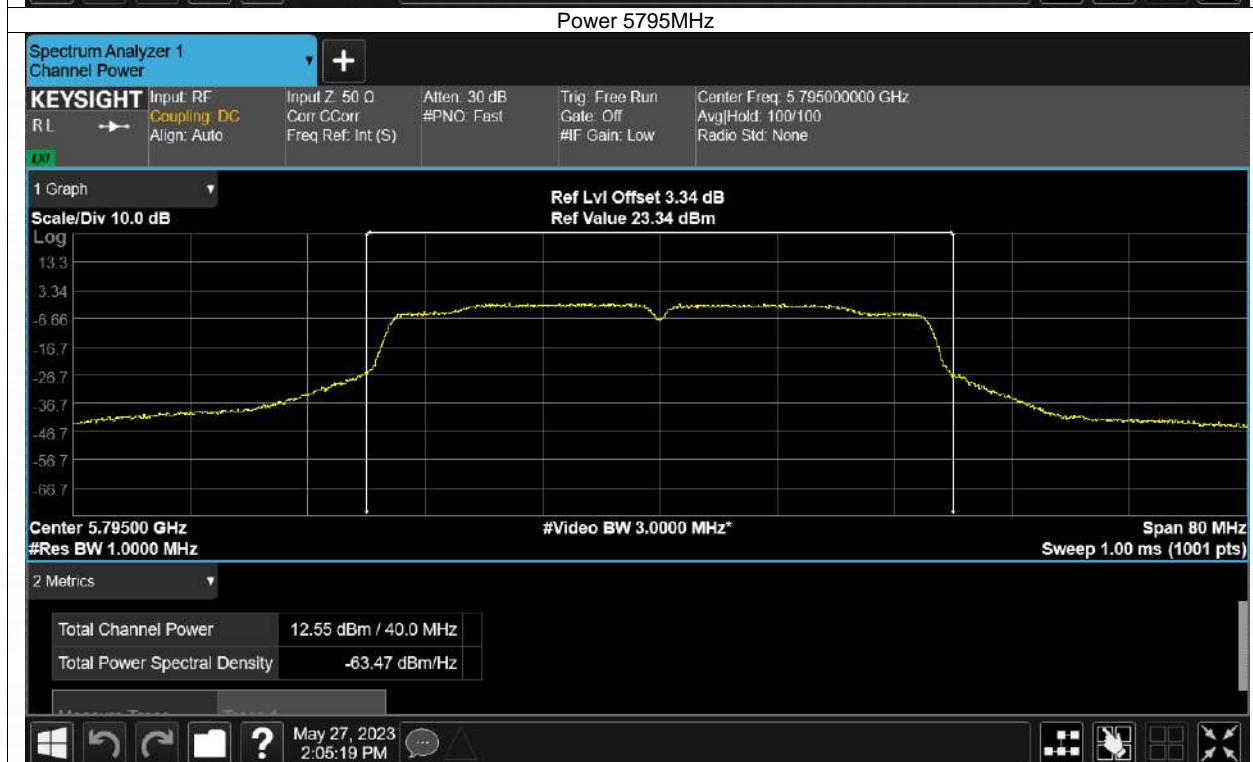 Power 5795MHz
Spectrum Analyzer 1
Channel Power
+
KEYSIGHT Input: RF Input Z: 50 Ω Atten: 30 dB Trig: Free Run Center Freq: 5.795000000 GHz
RL Coupling: DC Corr CCorr #PNO: Fast Gate: Off Avg|Hold: 100/100
Align: Auto Freq Ref: Int (S) #IF Gain: Low Radio Std: None
LXI
1 Graph
Ref Lvl Offset 3.34 dB
Scale/Div 10.0 dB Ref Value 23.34 dBm
Log
13.3
3.34
-6.66
-16.7
-26.7
-36.7
-46.7
-56.7
-66.7
Center 5.79500 GHz #Video BW 3.0000 MHz* Span 80 MHz
#Res BW 1.0000 MHz Sweep 1.00 ms (1001 pts)
2 Metrics
Total Channel Power 12.55 dBm / 40.0 MHz
Total Power Spectral Density -63.47 dBm/Hz
?
May 27, 2023
2:05:19 PM